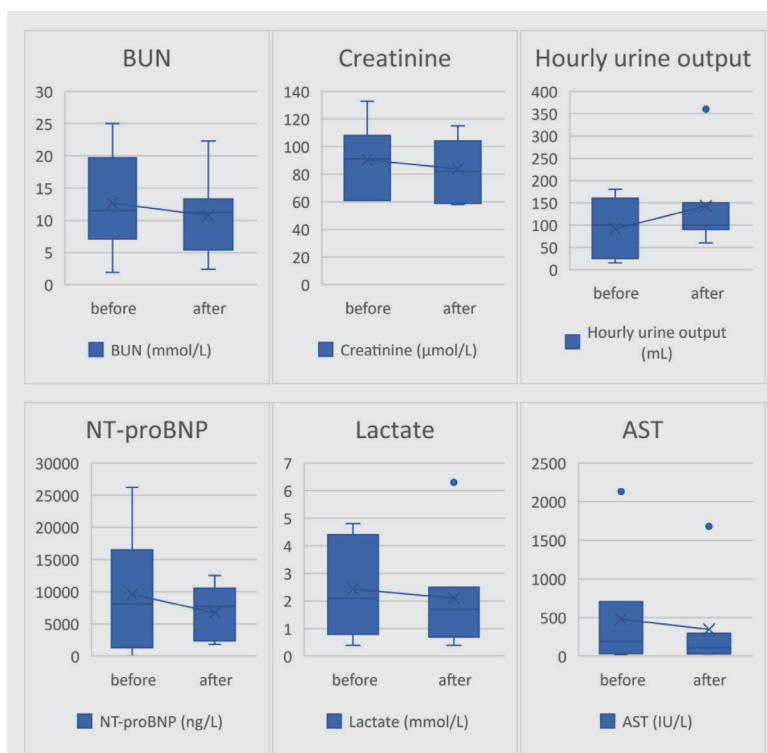 BUN
30
25
20
15
10
5
0
before after
BUN (mmol/L)
Creatinine
140
120
100
80
60
40
20
0
before after
Creatinine (µmol/L)
Hourly urine output
400
350
300
250
200
150
100
50
0
before after
Hourly urine output
(mL)
NT-proBNP
30000
25000
20000
15000
10000
5000
0
before after
NT-proBNP (ng/L)
Lactate
7
6
5
4
3
2
1
0
before after
Lactate (mmol/L)
AST
2500
2000
1500
1000
500
0
before after
AST (IU/L)